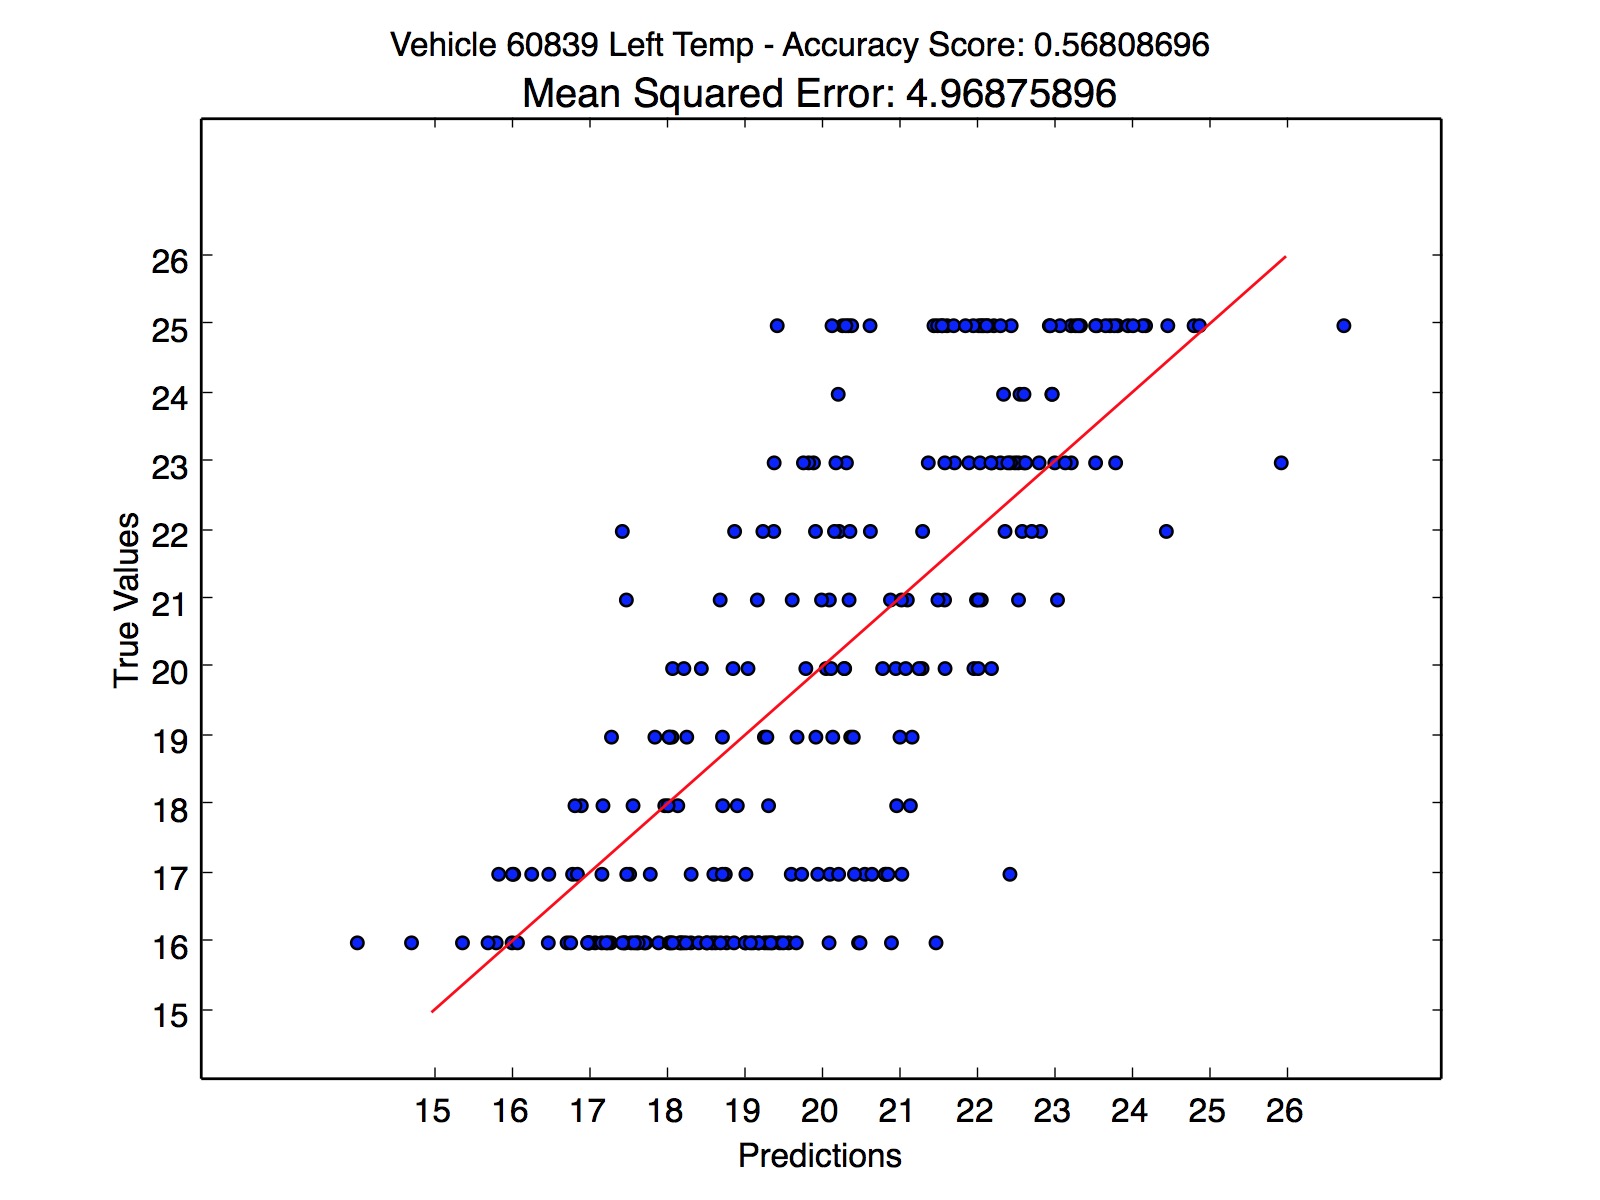 Vehicle 60839 Left Temp - Accuracy Score: 0.56808696
Mean Squared Error: 4.96875896
26
25
24
23
22
21
20
19
18
17
16
15
True Values
15 16 17 18 19 20 21 22 23 24 25 26
Predictions